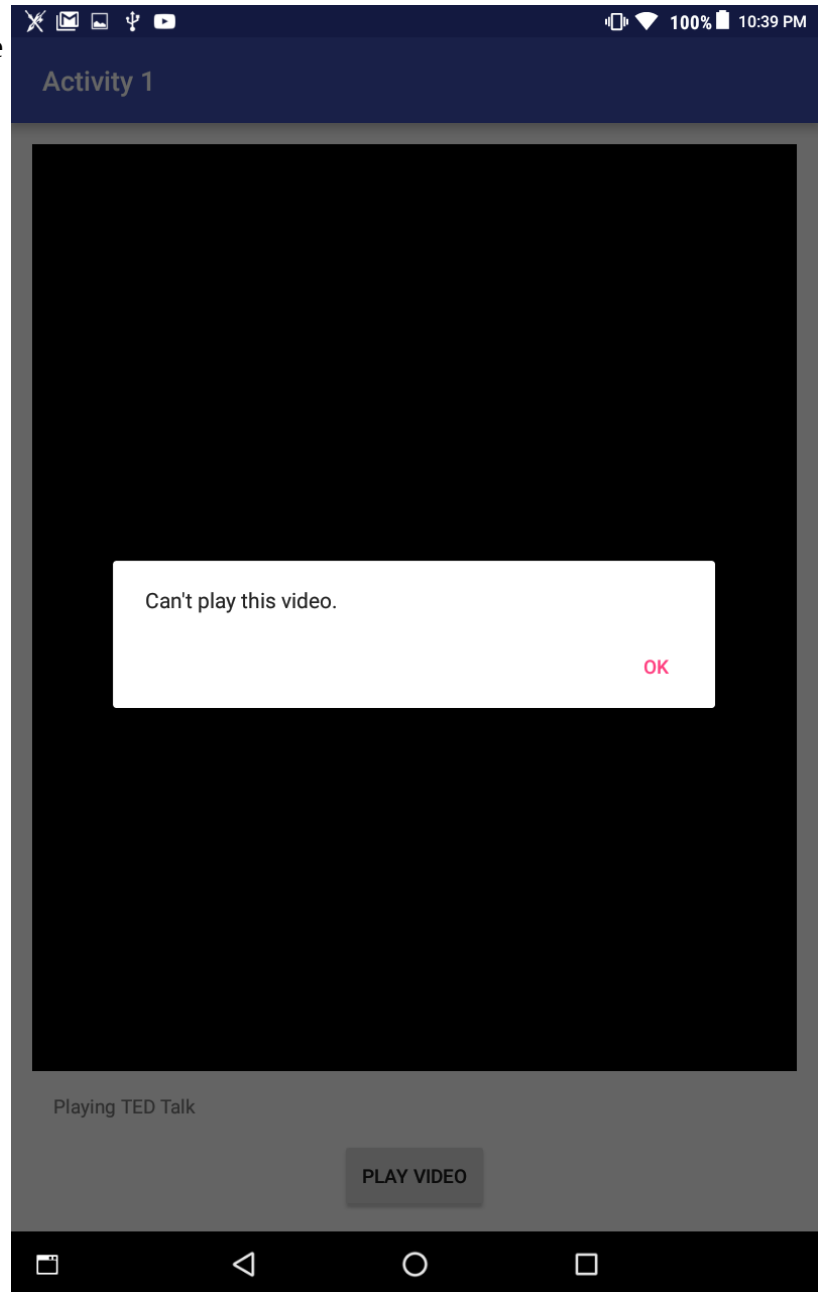 e
100% 10:39 PM
Activity 1
Can't play this video.
OK
Playing TED Talk
PLAY VIDEO